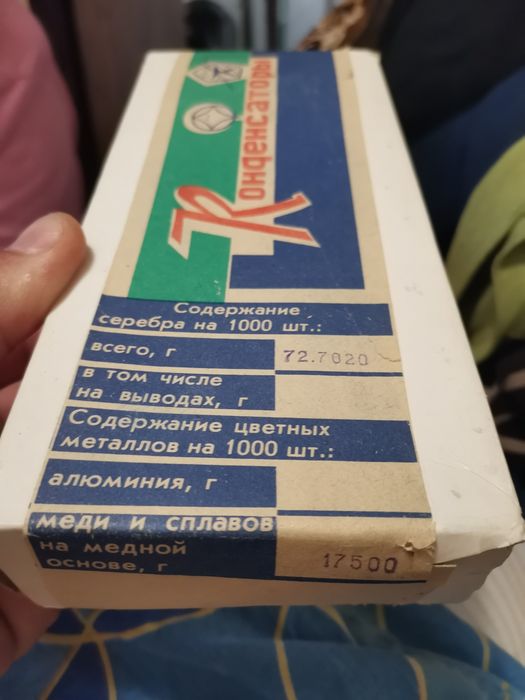 Конденсаторы
Содержание
серебра на 1000 шт.:
всего, г 72.7020
в том числе
на выводах, г
Содержание цветных
металлов на 1000 шт.:
алюминия, г
меди и сплавов
на медной
основе, г 17500